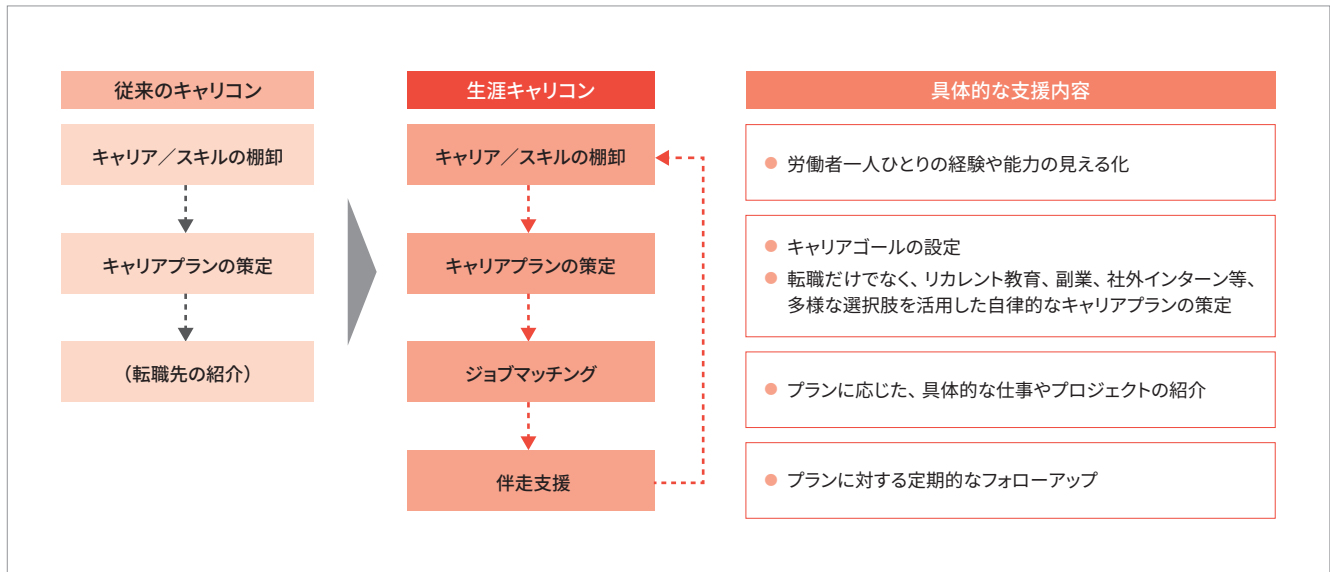 従来のキャリコン
キャリア／スキルの棚卸
キャリアプランの策定
（転職先の紹介）
生涯キャリコン
キャリア／スキルの棚卸
キャリアプランの策定
ジョブマッチング
伴走支援
具体的な支援内容
● 労働者一人ひとりの経験や能力の見える化
● キャリアゴールの設定
● 転職だけでなく、リカレント教育、副業、社外インターン等、
多様な選択肢を活用した自律的なキャリアプランの策定
● プランに応じた、具体的な仕事やプロジェクトの紹介
● プランに対する定期的なフォローアップ